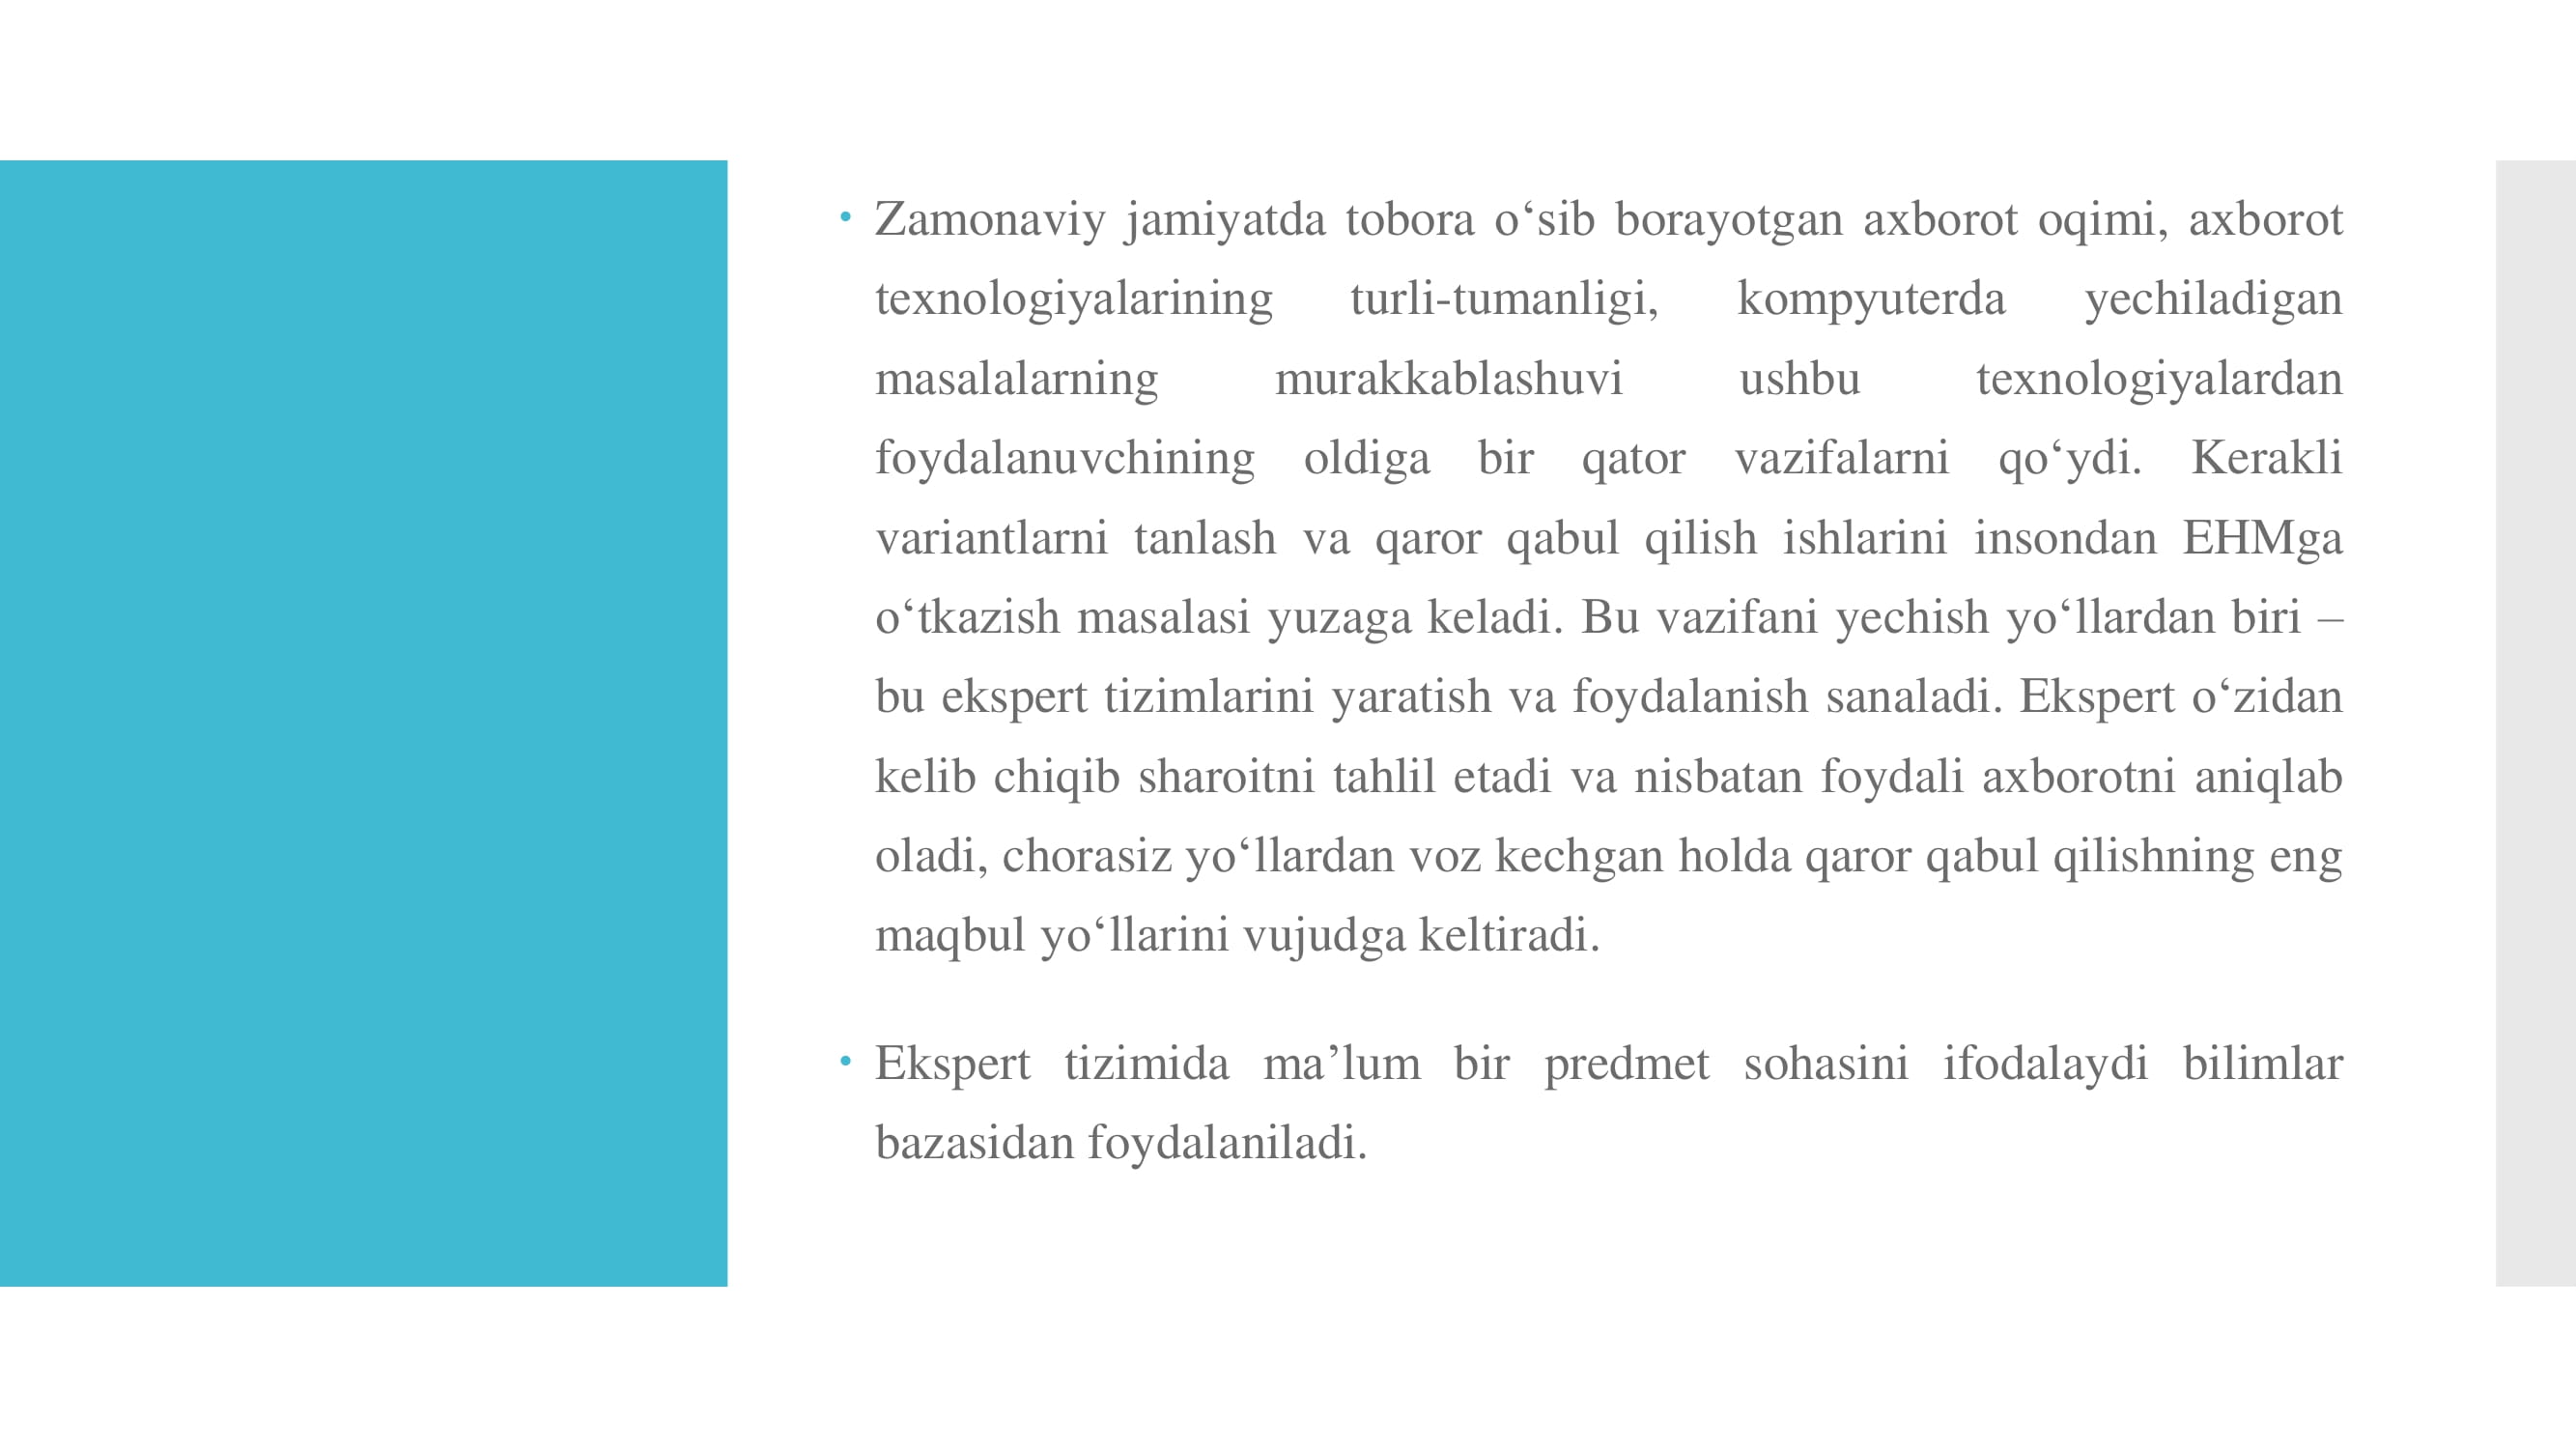 • Zamonaviy jamiyatda tobora o‘sib borayotgan axborot oqimi, axborot
texnologiyalarining turli-tumanligi, kompyuterda yechiladigan
masalalarning murakkablashuvi ushbu texnologiyalardan
foydalanuvchining oldiga bir qator vazifalarni qo‘ydi. Kerakli
variantlarni tanlash va qaror qabul qilish ishlarini insondan EHMga
o‘tkazish masalasi yuzaga keladi. Bu vazifani yechish yo‘llardan biri –
bu ekspert tizimlarini yaratish va foydalanish sanaladi. Ekspert o‘zidan
kelib chiqib sharoitni tahlil etadi va nisbatan foydali axborotni aniqlab
oladi, chorasiz yo‘llardan voz kechgan holda qaror qabul qilishning eng
maqbul yo‘llarini vujudga keltiradi.
• Ekspert tizimida ma’lum bir predmet sohasini ifodalaydi bilimlar
bazasidan foydalaniladi.